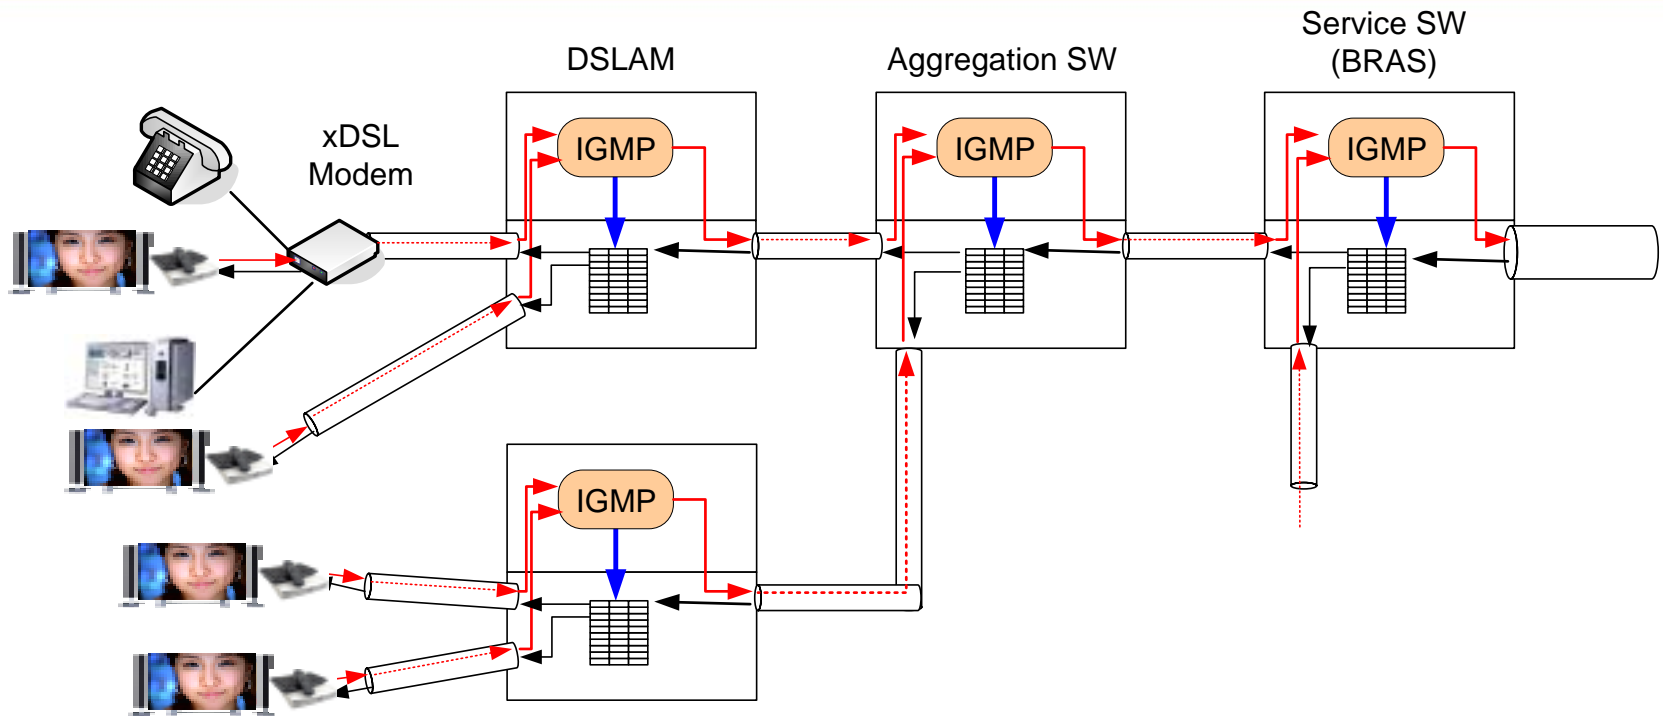 Service SW
(BRAS)
DSLAM
Aggregation SW
xDSL
Modem
IGMP
IGMP
IGMP
IGMP